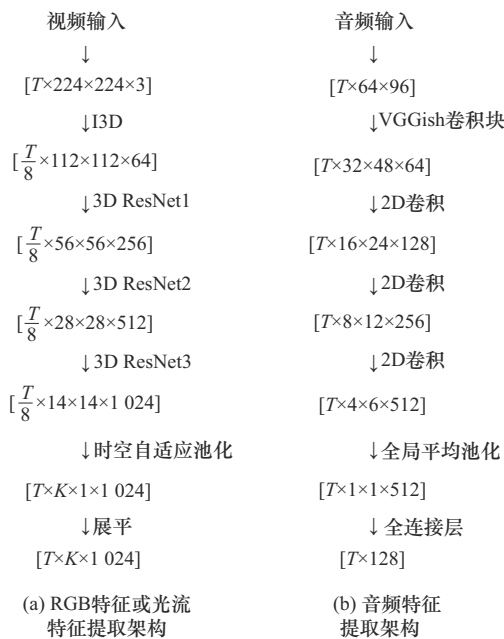 视频输入
↓
[T×224×224×3]
↓I3D
[T/8×112×112×64]
↓3D ResNet1
[T/8×56×56×256]
↓3D ResNet2
[T/8×28×28×512]
↓3D ResNet3
[T/8×14×14×1 024]
↓时空自适应池化
[T×K×1×1 024]
↓展平
[T×K×1 024]
(a) RGB特征或光流
特征提取架构
音频输入
↓
[T×64×96]
↓VGGish卷积块
[T×32×48×64]
↓2D卷积
[T×16×24×128]
↓2D卷积
[T×8×12×256]
↓2D卷积
[T×4×6×512]
↓全局平均池化
[T×1×1×512]
↓全连接层
[T×128]
(b) 音频特征
提取架构